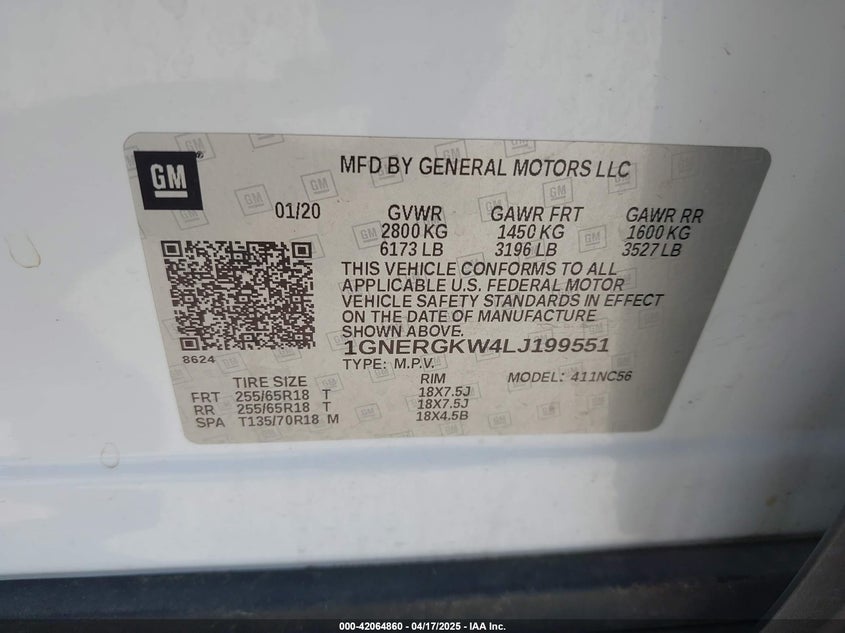 GM
MFD BY GENERAL MOTORS LLC
01/20 GVWR GAWR FRT GAWR RR
2800 KG 1450 KG 1600 KG
6173 LB 3196 LB 3527 LB
THIS VEHICLE CONFORMS TO ALL
APPLICABLE U.S. FEDERAL MOTOR
VEHICLE SAFETY STANDARDS IN EFFECT
ON THE DATE OF MANUFACTURE
SHOWN ABOVE.
1GNERGKW4LJ199551
8624
TYPE: M.P.V. MODEL: 411NC56
TIRE SIZE RIM
FRT 255/65R18 T 18X7.5J
RR 255/65R18 T 18X7.5J
SPA T135/70R18 M 18X4.5B
000-42064860 - 04/17/2025 - IAA Inc.